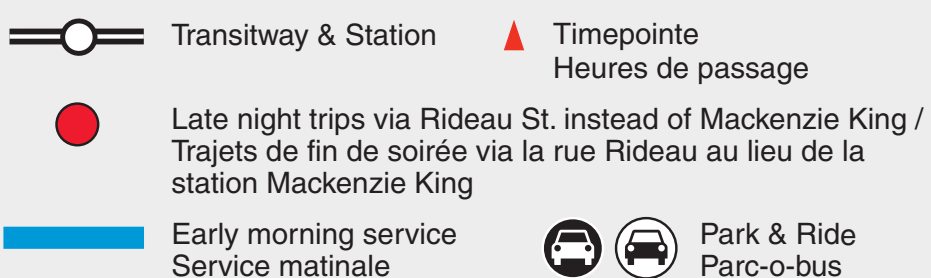 Transitway & Station
Timepointe
Heures de passage
Late night trips via Rideau St. instead of Mackenzie King /
Trajets de fin de soirée via la rue Rideau au lieu de la
station Mackenzie King
Early morning service
Service matinale
Park & Ride
Parc-o-bus